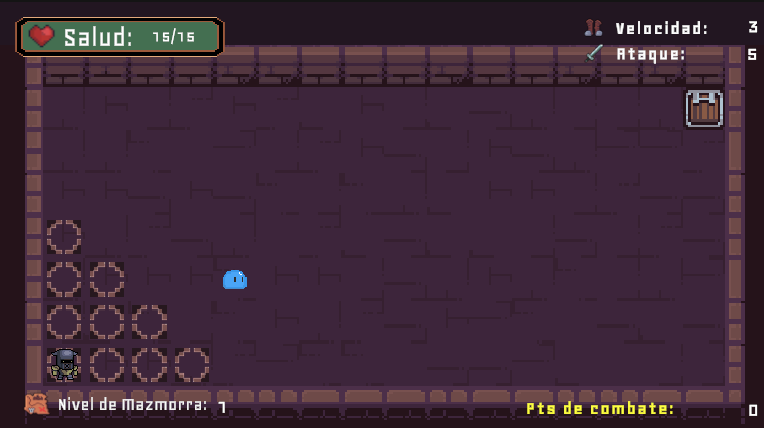 Salud: 15/15
Velocidad: 3
Ataque: 5
Nivel de Mazmorra: 1
Pts de combate: 0